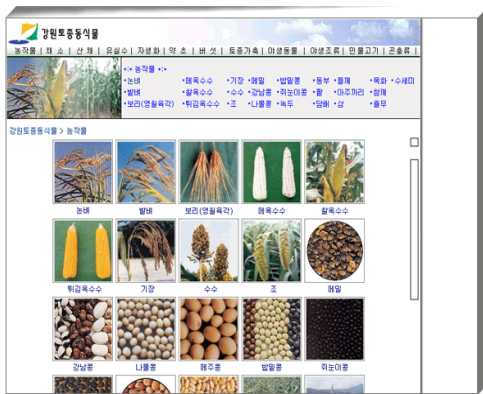 강원토종동식물
농작물 | 채 소 | 산 채 | 유실수 | 자생화 | 약 초 | 버 섯 | 토종가축 | 야생동물 | 야생조류 | 민물고기 | 곤충류 |
•:• 농작물 •:•
•논벼 •메옥수수 •기장 •메밀 •밤밑콩 •동부 •들깨 •목화 •수세미
•밭벼 •찰옥수수 •수수 •강남콩 •쥐눈이콩 •팥 •아주까리 •참깨
•보리(영월육각) •튀김옥수수 •조 •나물콩 •녹두 •담배 •삼 •율무
강원토종동식물 > 농작물
논벼 밭벼 보리(영월육각) 메옥수수 찰옥수수
튀김옥수수 기장 수수 조 메밀
강남콩 나물콩 메주콩 밤밑콩 쥐눈이콩